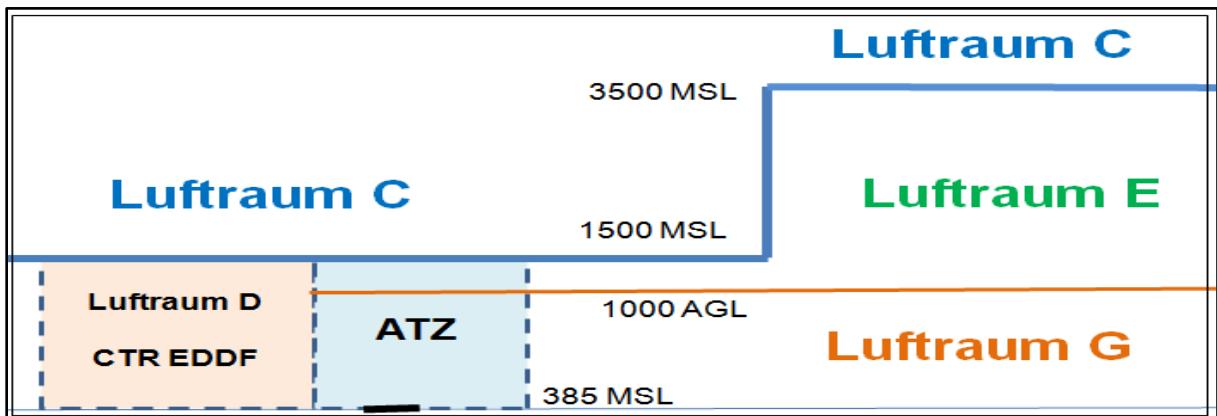 Luftraum C
3500 MSL
Luftraum C
Luftraum E
1500 MSL
Luftraum D
1000 AGL
ATZ
CTR EDDF
Luftraum G
385 MSL